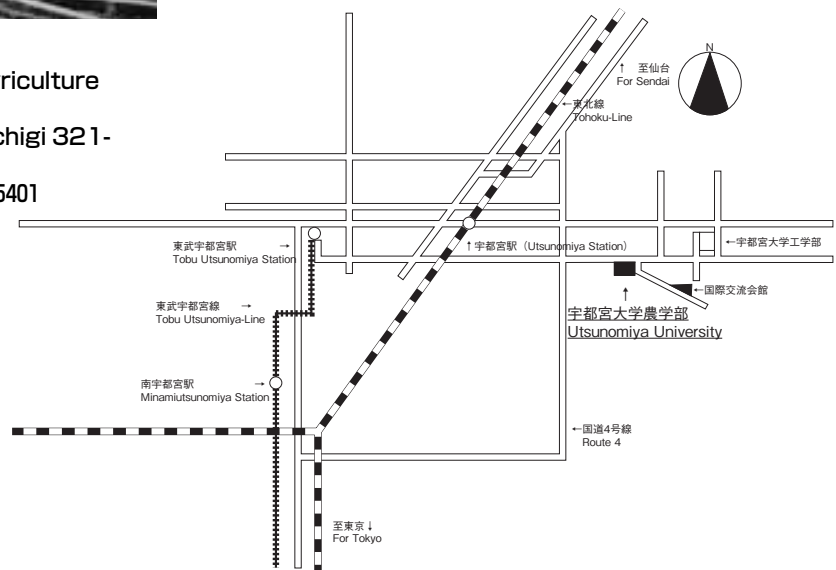 riculture
chigi 321-
5401
N
↑ 至仙台
For Sendai
←東北線
Tohoku-Line
東武宇都宮駅 →
Tobu Utsunomiya Station
↑宇都宮駅（Utsunomiya Station）
←宇都宮大学工学部
←国際交流会館
東武宇都宮線 →
Tobu Utsunomiya-Line
↑
宇都宮大学農学部
Utsunomiya University
南宇都宮駅 →
Minamiutsunomiya Station
←国道4号線
Route 4
至東京↓
For Tokyo